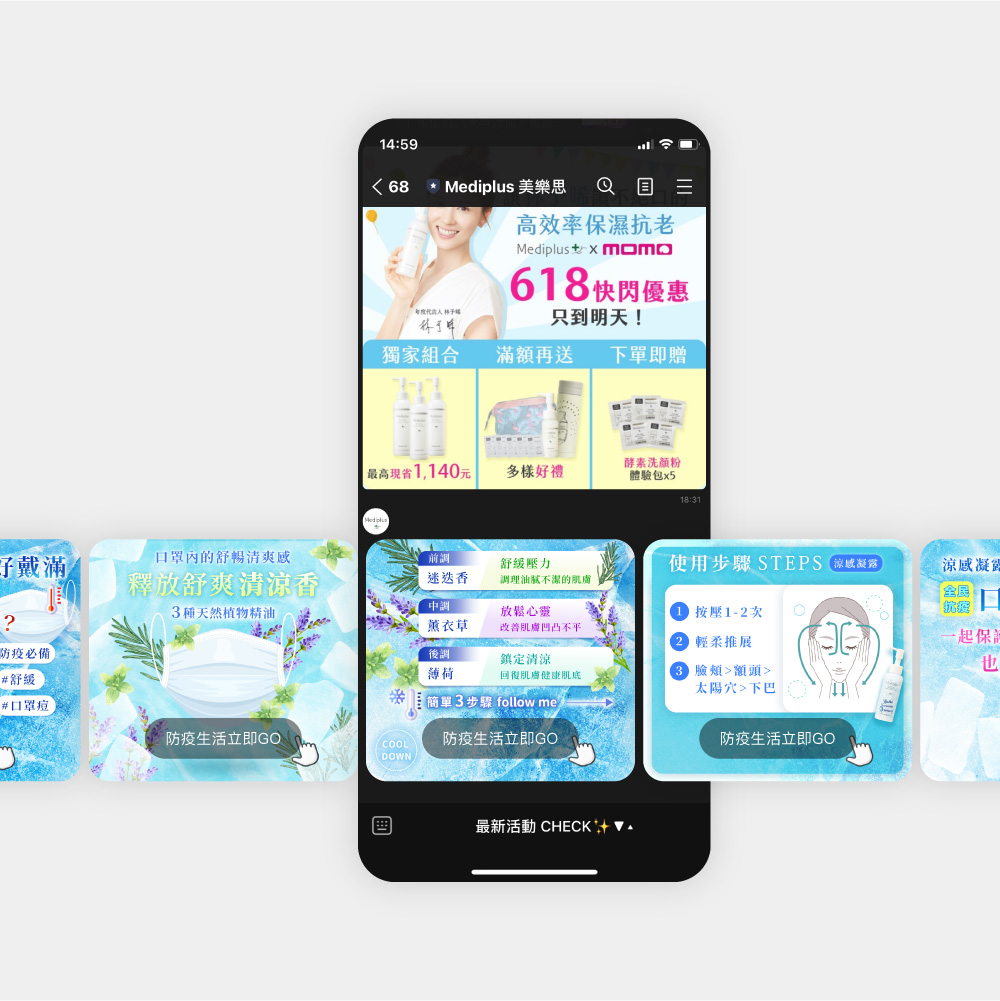 14:59
68
Mediplus 美樂思
高效率保濕抗老
Mediplus+ x momo
618快閃優惠
只到明天！
年度代言人 林予晞
獨家組合
滿額再送
下單即贈
最高現省1,140元
多樣好禮
酵素洗顏粉
體驗包x5
18:31
Mediplus
好戴滿
?
防疫必備
#舒緩
#口罩痘
口罩內的舒暢清爽感
釋放舒爽清涼香
3種天然植物精油
防疫生活立即GO
前調
迷迭香
舒緩壓力
調理油膩不潔的肌膚
中調
薰衣草
放鬆心靈
改善肌膚凹凸不平
後調
薄荷
鎮定清涼
回復肌膚健康肌底
簡單3步驟 follow me
COOL
DOWN
防疫生活立即GO
使用步驟 STEPS 涼感凝露
1 按壓1-2次
2 輕柔推展
3 臉頰>額頭>
太陽穴>下巴
防疫生活立即GO
涼感凝露
全民
抗疫
口
一起保
也
最新活動 CHECK✨▼▲